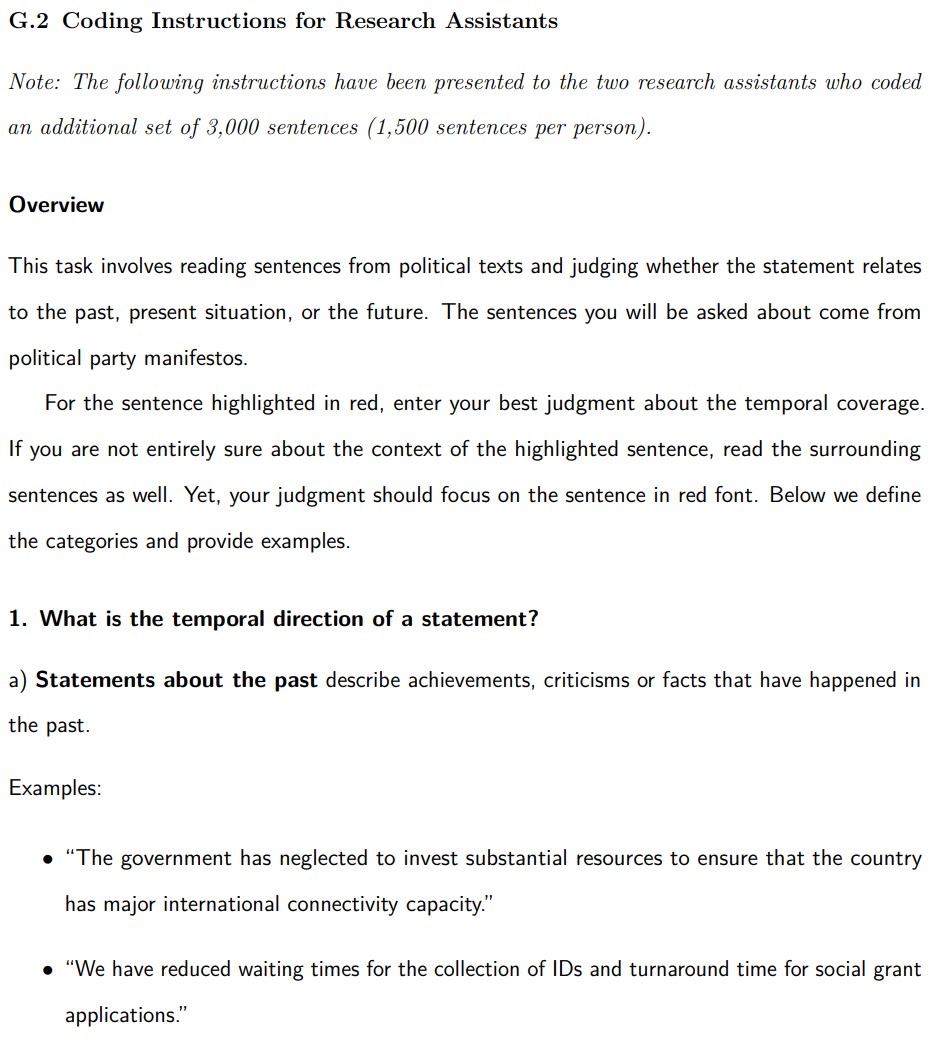 G.2 Coding Instructions for Research Assistants
Note: The following instructions have been presented to the two research assistants who coded
an additional set of 3,000 sentences (1,500 sentences per person).
Overview
This task involves reading sentences from political texts and judging whether the statement relates
to the past, present situation, or the future. The sentences you will be asked about come from
political party manifestos.
For the sentence highlighted in red, enter your best judgment about the temporal coverage.
If you are not entirely sure about the context of the highlighted sentence, read the surrounding
sentences as well. Yet, your judgment should focus on the sentence in red font. Below we define
the categories and provide examples.
1. What is the temporal direction of a statement?
a) Statements about the past describe achievements, criticisms or facts that have happened in
the past.
Examples:
• “The government has neglected to invest substantial resources to ensure that the country
has major international connectivity capacity.”
• “We have reduced waiting times for the collection of IDs and turnaround time for social grant
applications.”